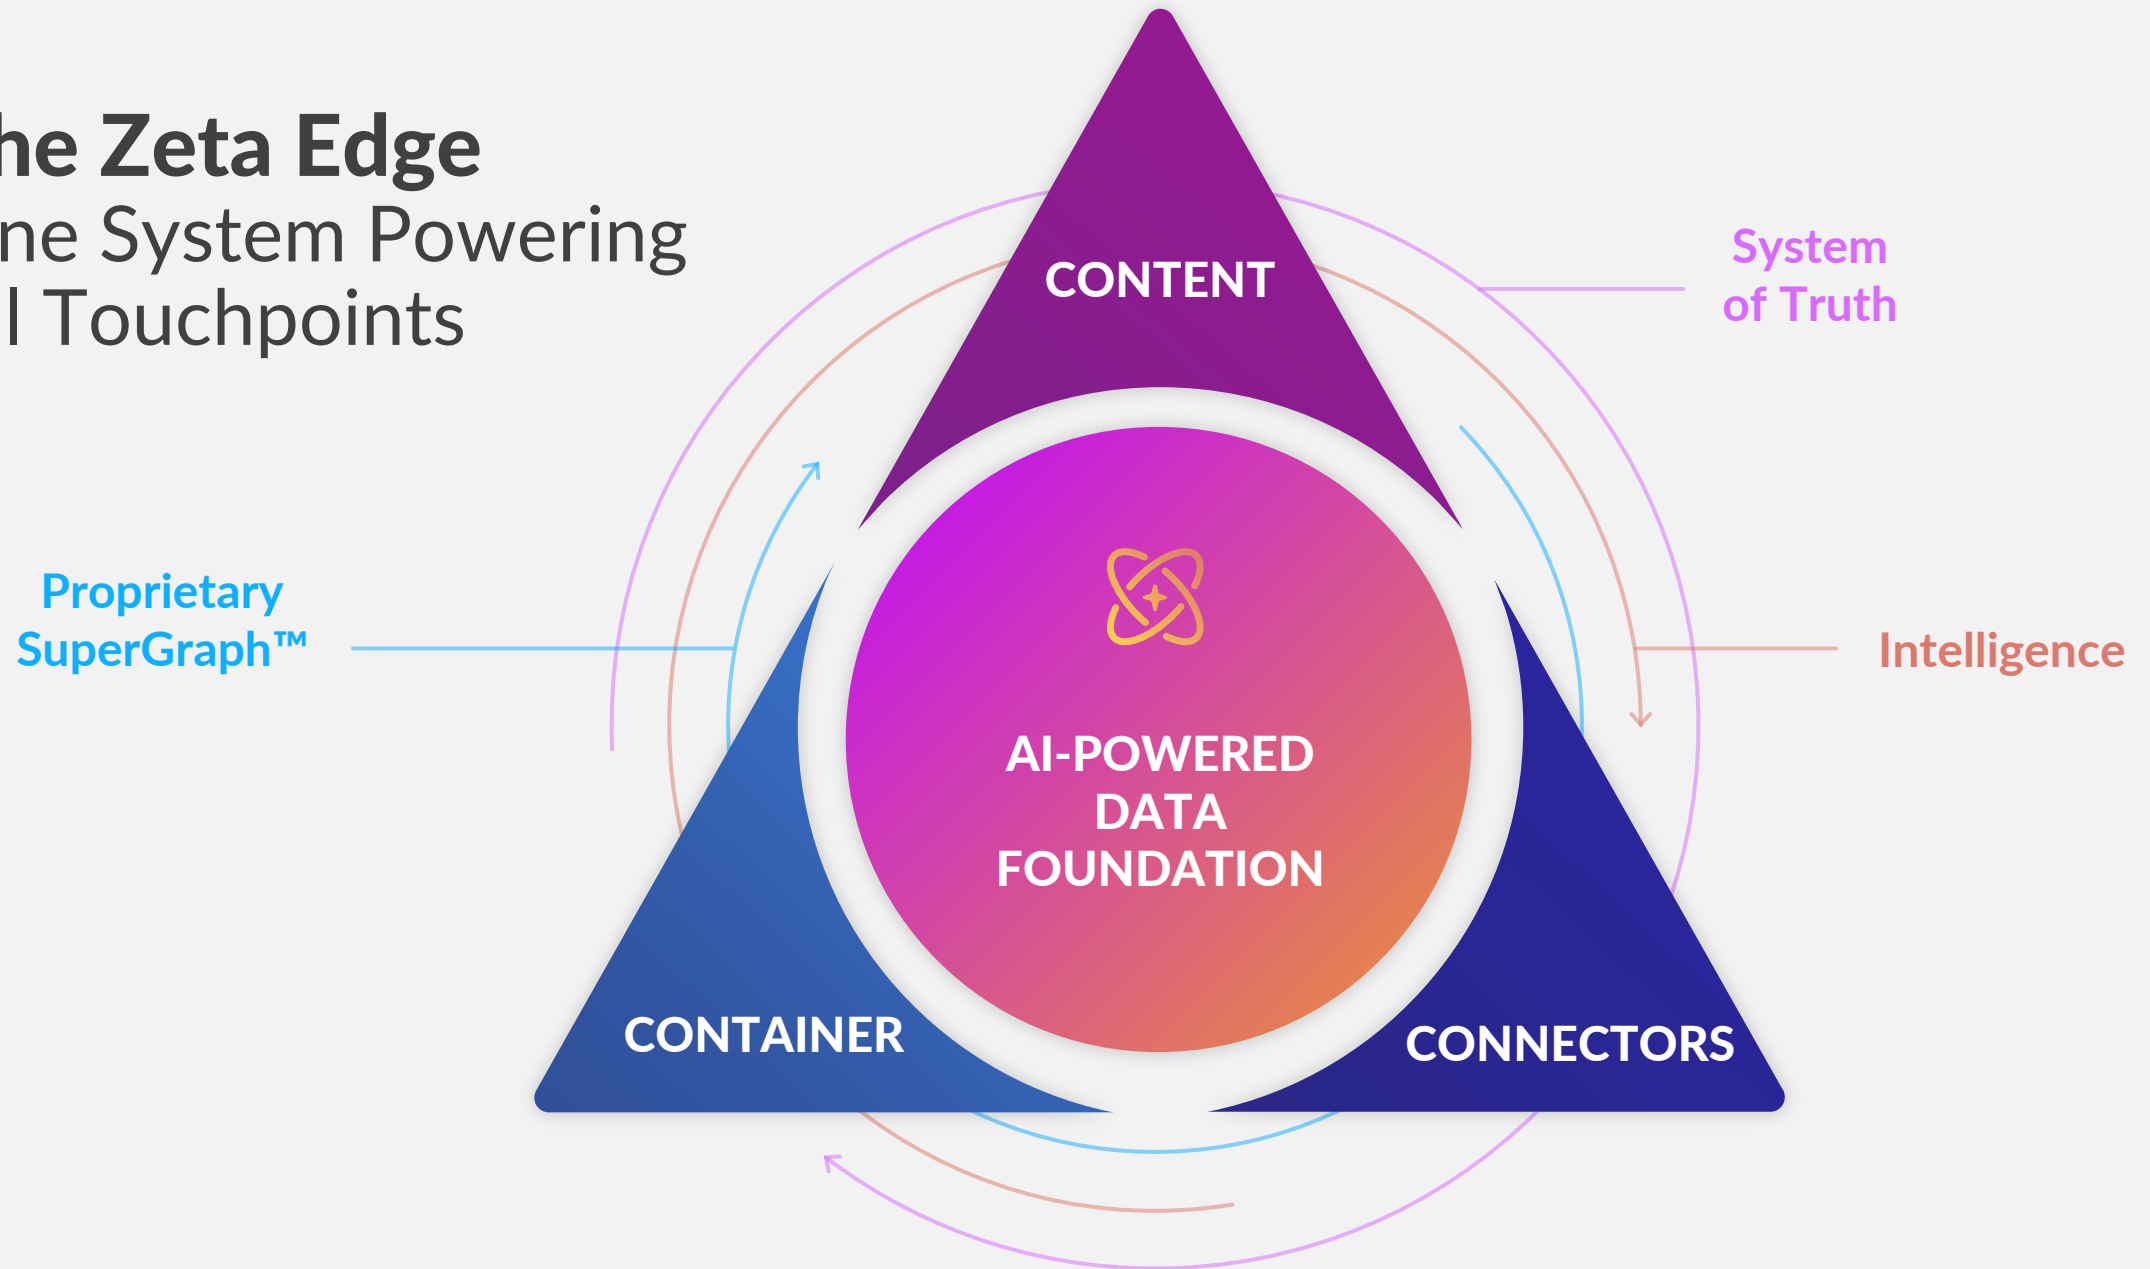 he Zeta Edge
ne System Powering
l Touchpoints
CONTENT
System
of Truth
Proprietary
SuperGraph™
Intelligence
AI-POWERED
DATA
FOUNDATION
CONTAINER
CONNECTORS